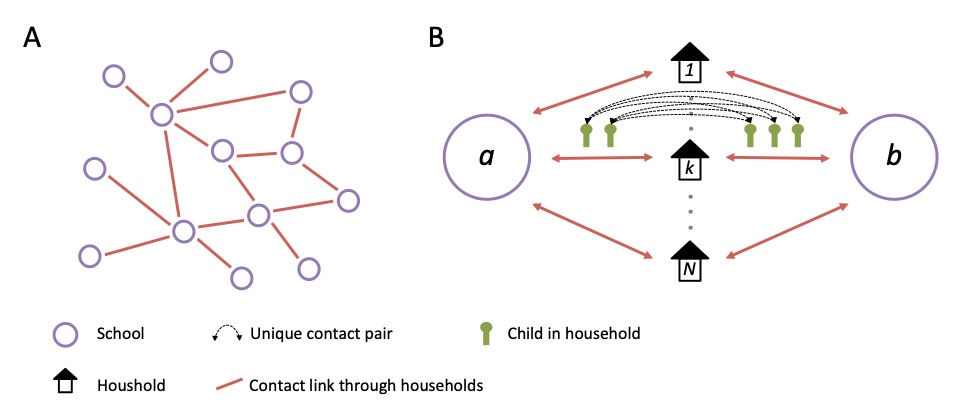 A
B
1
a
k
b
N
School
Unique contact pair
Child in household
Houshold
Contact link through households